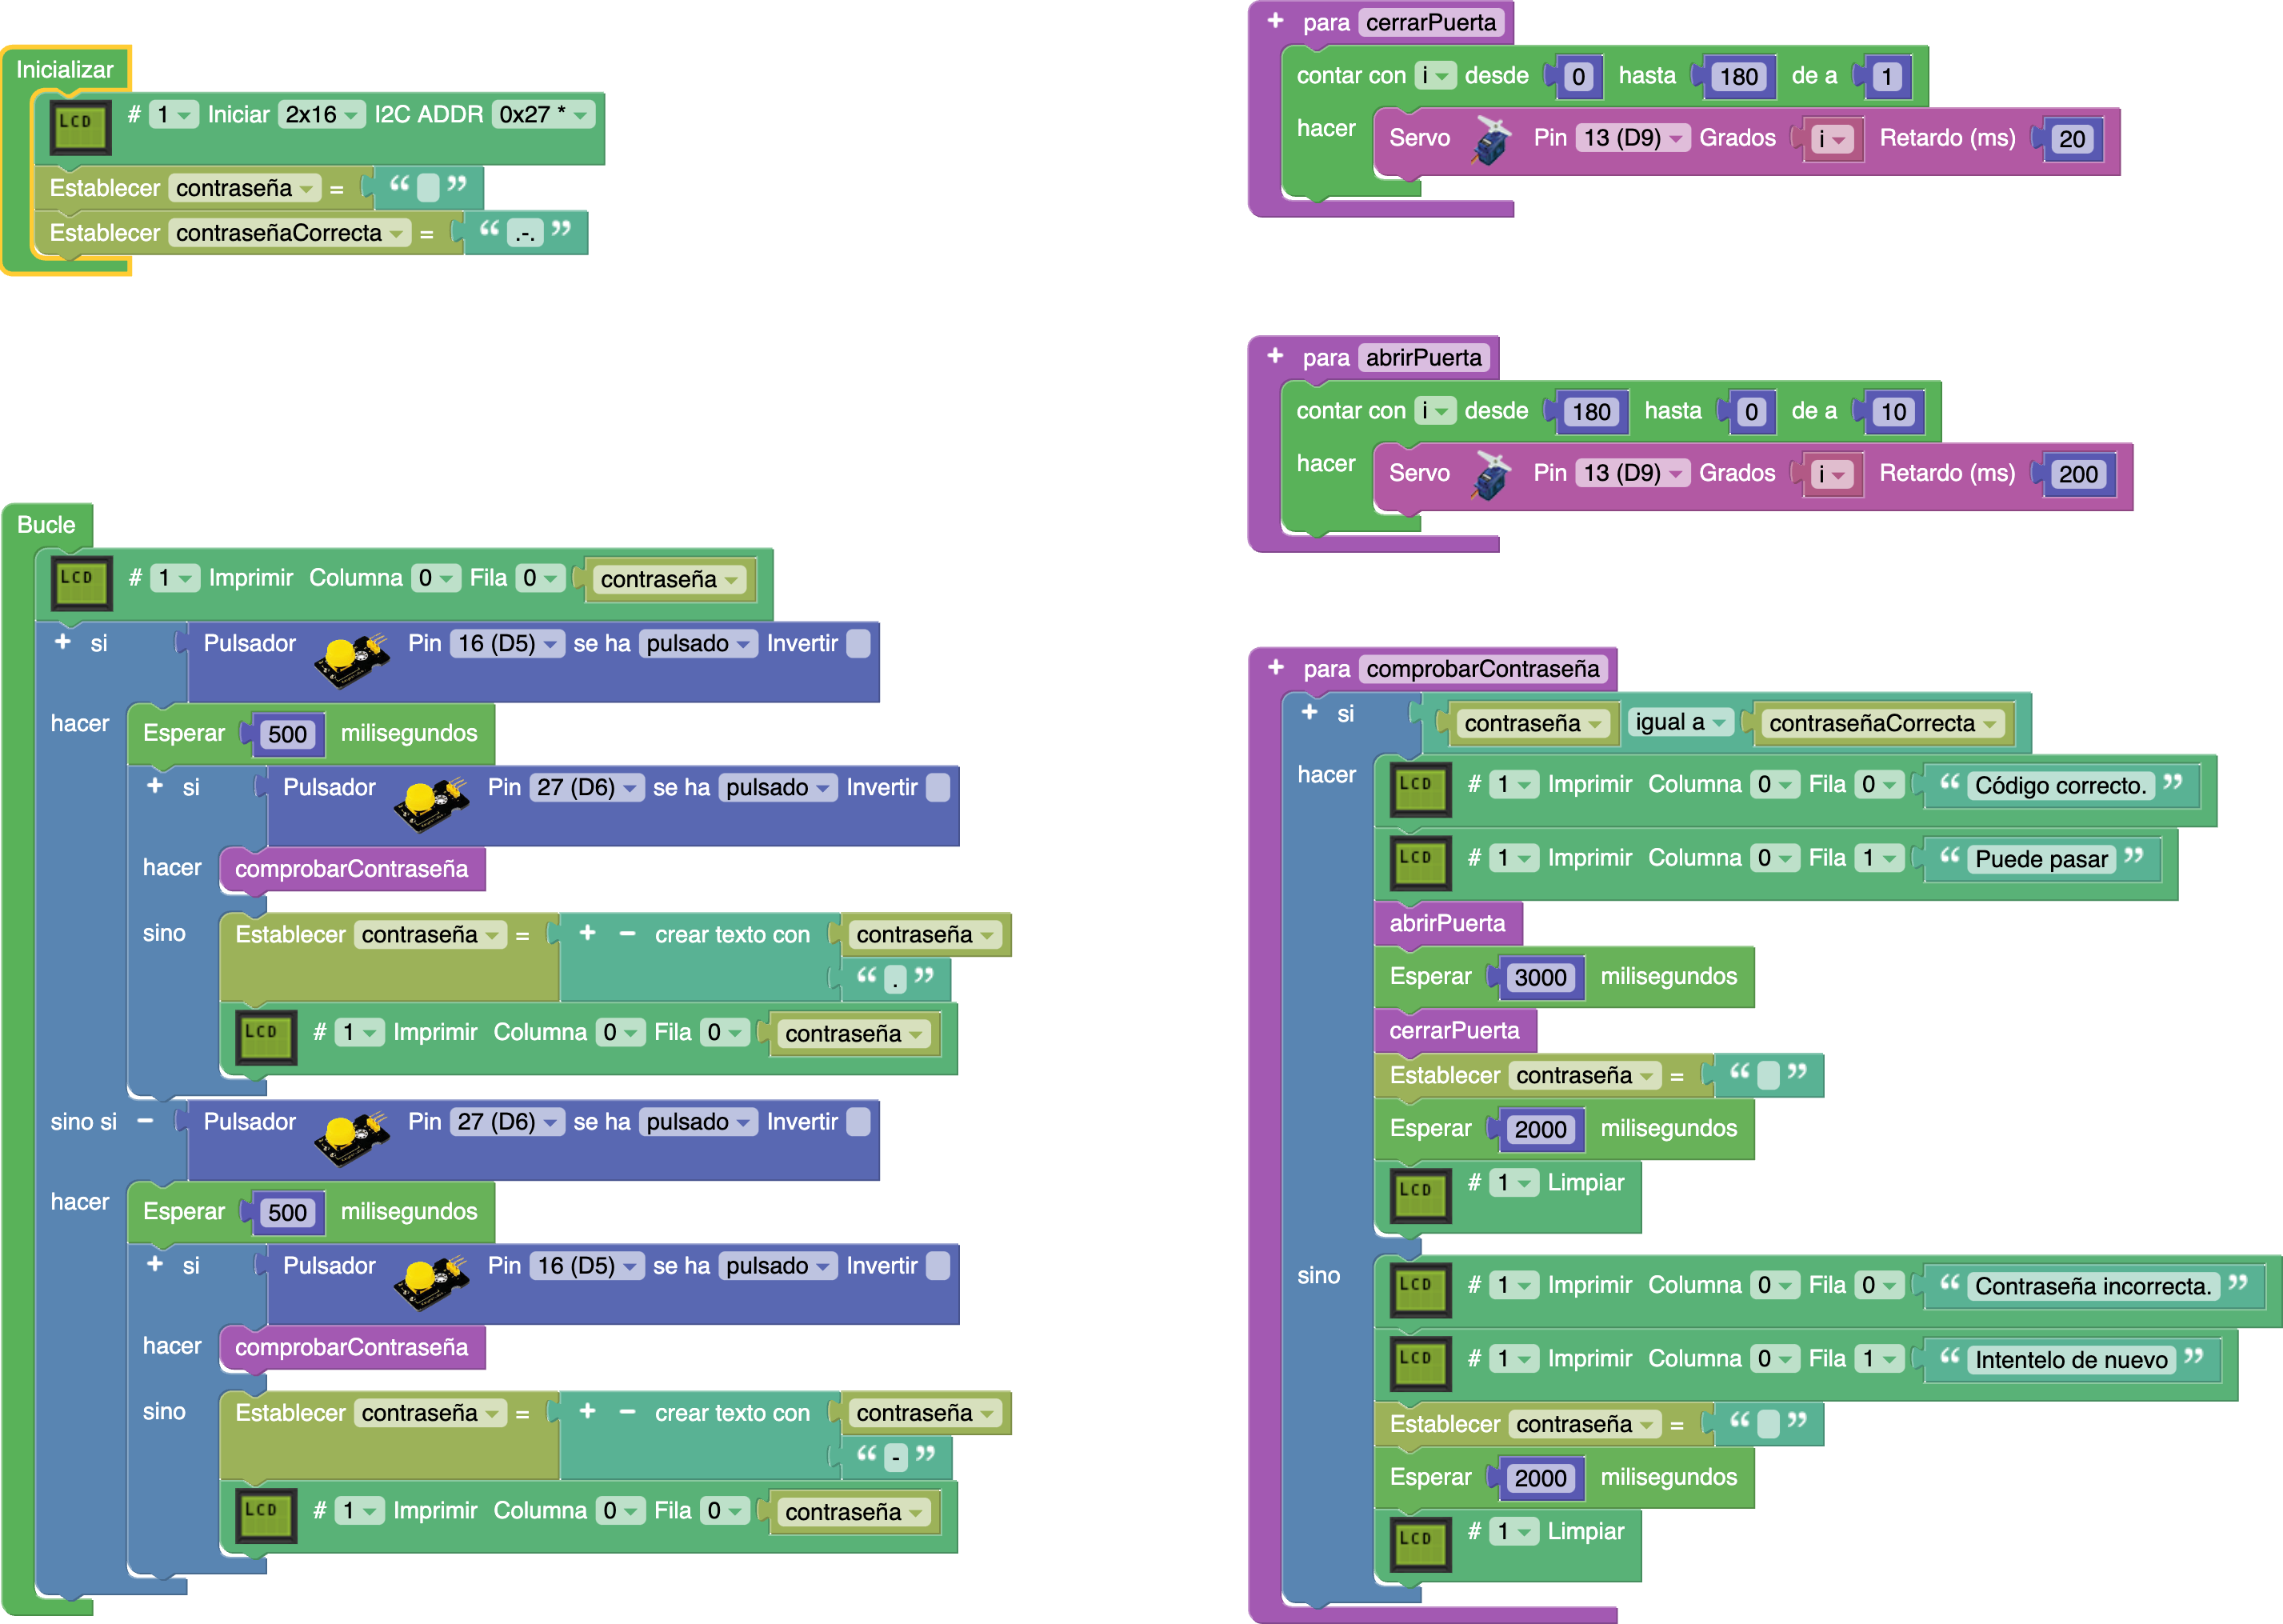 Inicializar
LCD # 1 Iniciar 2x16 I2C ADDR 0x27 *
Establecer contraseña = “ ”
Establecer contraseñaCorrecta = “ .-. ”
Bucle
LCD # 1 Imprimir Columna 0 Fila 0 contraseña
+ si Pulsador Pin 16 (D5) se ha pulsado Invertir
hacer Esperar 500 milisegundos
+ si Pulsador Pin 27 (D6) se ha pulsado Invertir
hacer comprobarContraseña
sino Establecer contraseña = + − crear texto con contraseña
“ . ”
LCD # 1 Imprimir Columna 0 Fila 0 contraseña
sino si − Pulsador Pin 27 (D6) se ha pulsado Invertir
hacer Esperar 500 milisegundos
+ si Pulsador Pin 16 (D5) se ha pulsado Invertir
hacer comprobarContraseña
sino Establecer contraseña = + − crear texto con contraseña
“ - ”
LCD # 1 Imprimir Columna 0 Fila 0 contraseña
+ para cerrarPuerta
contar con i desde 0 hasta 180 de a 1
hacer Servo Pin 13 (D9) Grados i Retardo (ms) 20
+ para abrirPuerta
contar con i desde 180 hasta 0 de a 10
hacer Servo Pin 13 (D9) Grados i Retardo (ms) 200
+ para comprobarContraseña
+ si contraseña igual a contraseñaCorrecta
hacer LCD # 1 Imprimir Columna 0 Fila 0 “ Código correcto. ”
LCD # 1 Imprimir Columna 0 Fila 1 “ Puede pasar ”
abrirPuerta
Esperar 3000 milisegundos
cerrarPuerta
Establecer contraseña = “ ”
Esperar 2000 milisegundos
LCD # 1 Limpiar
sino LCD # 1 Imprimir Columna 0 Fila 0 “ Contraseña incorrecta. ”
LCD # 1 Imprimir Columna 0 Fila 1 “ Intentelo de nuevo ”
Establecer contraseña = “ ”
Esperar 2000 milisegundos
LCD # 1 Limpiar